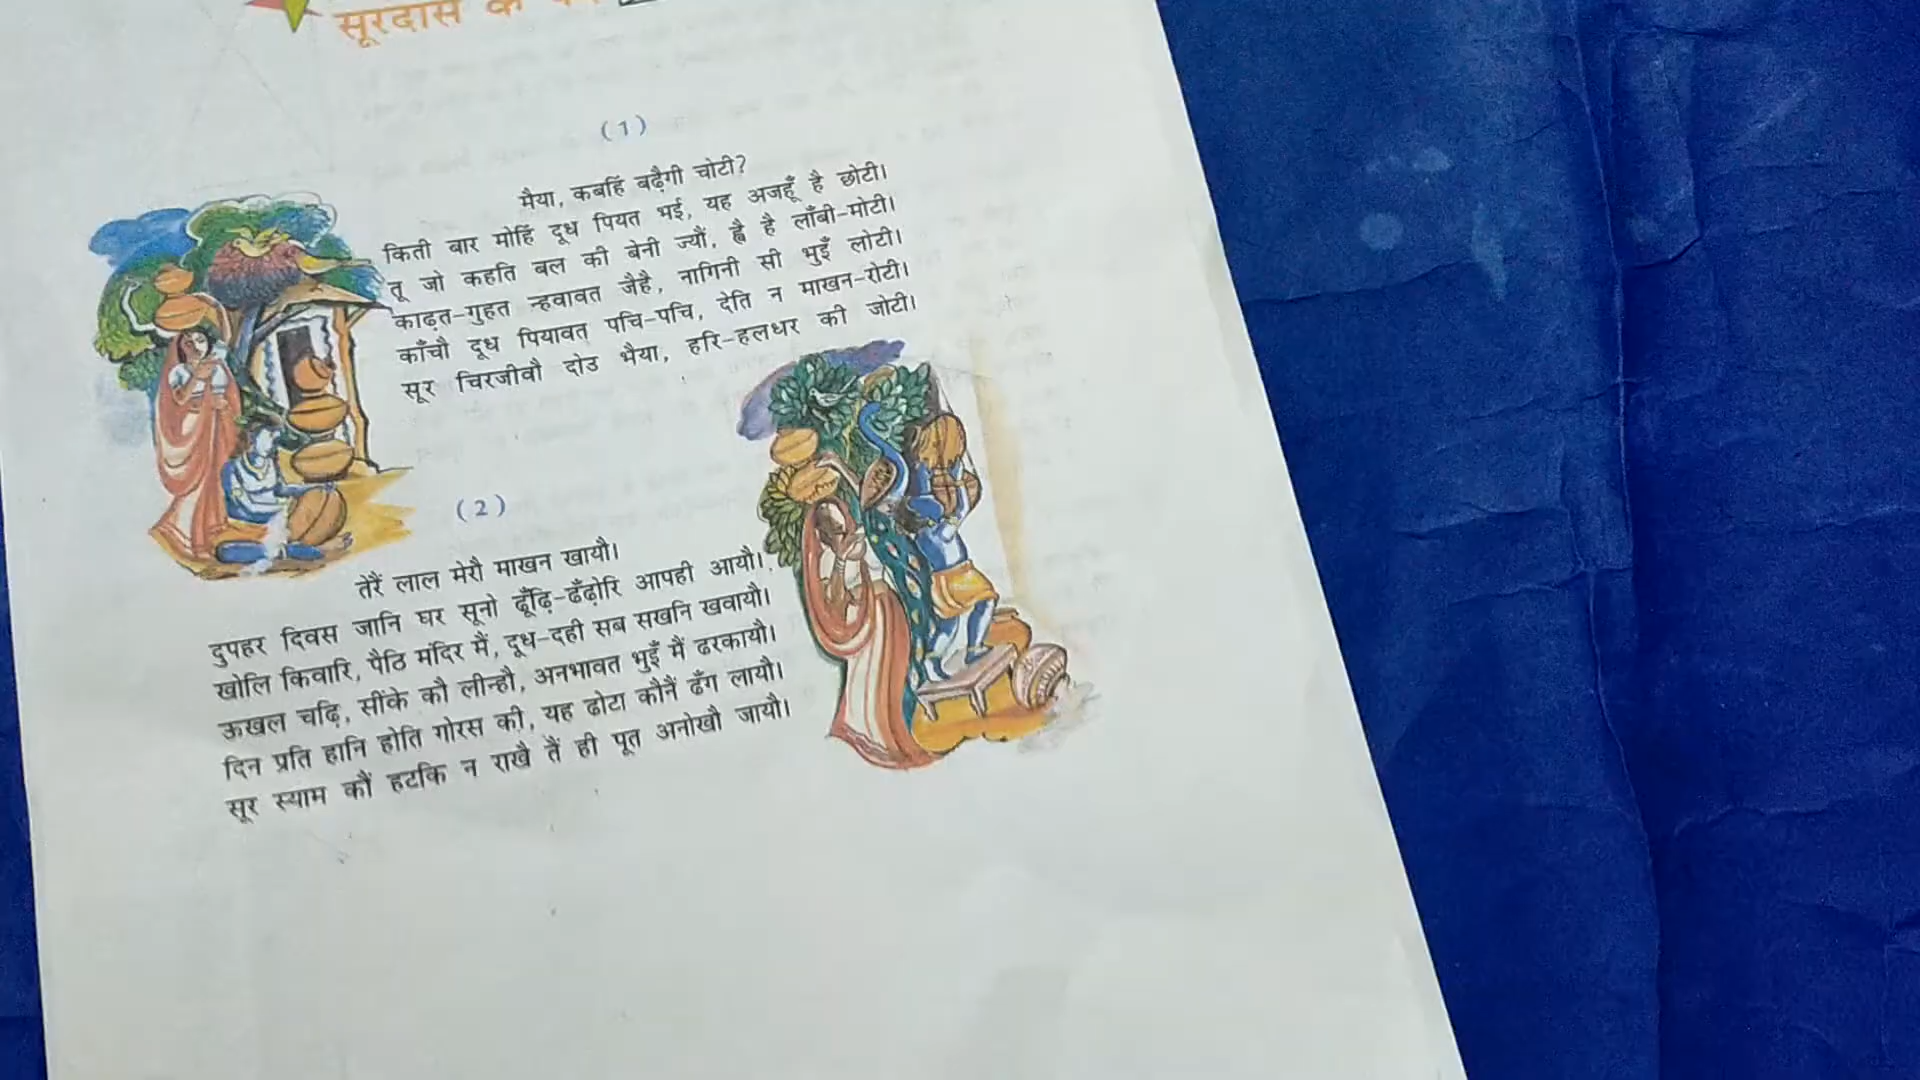 सूरदास के
(1)
मैया, कबहिं बढ़ैगी चोटी?
किती बार मोहिं दूध पियत भई, यह अजहूँ है छोटी।
तू जो कहति बल की बेनी ज्यौं, ह्वै है लाँबी-मोटी।
काढ़त-गुहत न्हवावत जैहै, नागिनी सी भुइँ लोटी।
काँचौ दूध पियावत पचि-पचि, देति न माखन-रोटी।
सूर चिरजीवौ दोउ भैया, हरि-हलधर की जोटी।
(2)
तेरैं लाल मेरौ माखन खायौ।
दुपहर दिवस जानि घर सूनो ढूँढ़ि-ढँढ़ोरि आपही आयौ।
खोलि किवारि, पैठि मंदिर मैं, दूध-दही सब सखनि खवायौ।
ऊखल चढ़ि, सींके कौ लीन्हौ, अनभावत भुइँ मैं ढरकायौ।
दिन प्रति हानि होति गोरस की, यह ढोटा कौनैं ढँग लायौ।
सूर स्याम कौं हटकि न राखै तैं ही पूत अनोखौ जायौ।